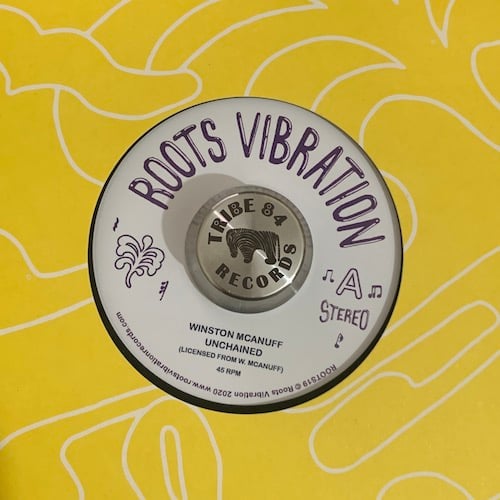 ROOTS VIBRATION
TRIBE 84
RECORDS
A
STEREO
WINSTON MCANUFF
UNCHAINED
(LICENSED FROM W. MCANUFF)
45 RPM
ROOTS19 © Roots Vibration 2020 www.rootsvibrationrecords.com